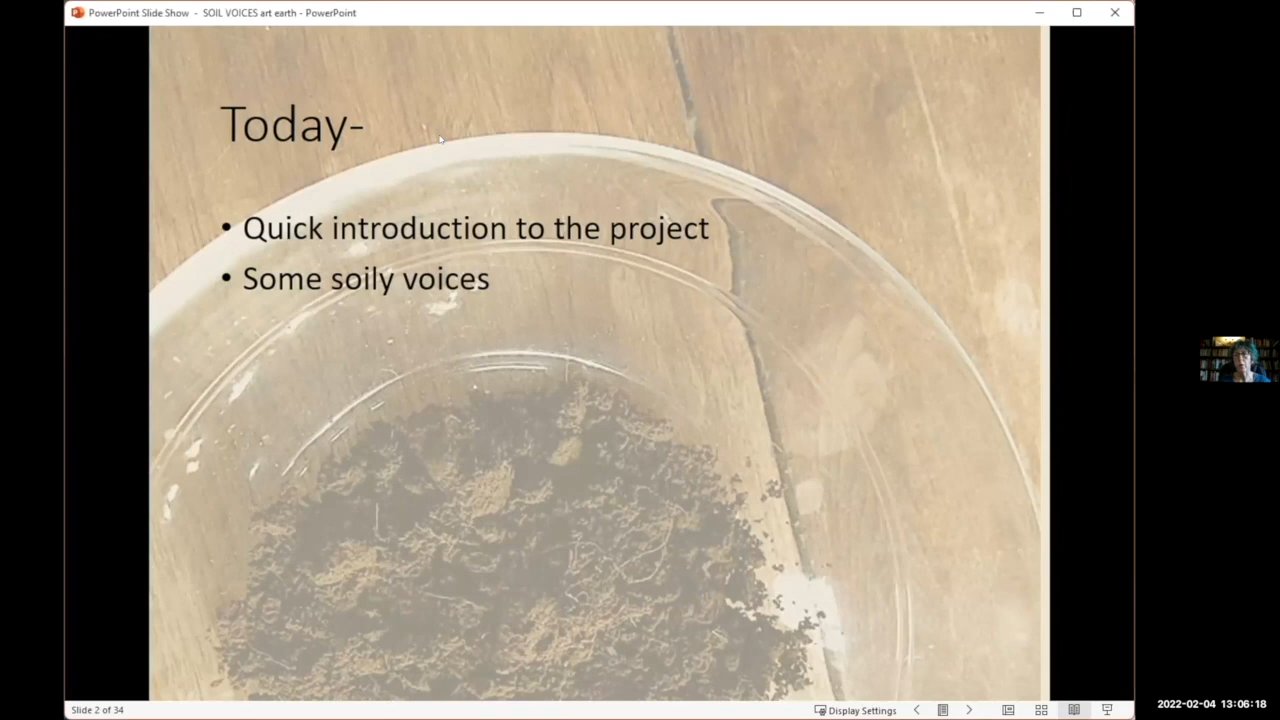 PowerPoint Slide Show - SOIL VOICES art earth - PowerPoint
Today-
• Quick introduction to the project
• Some soily voices
Slide 2 of 34
Display Settings
2022-02-04 13:06:18